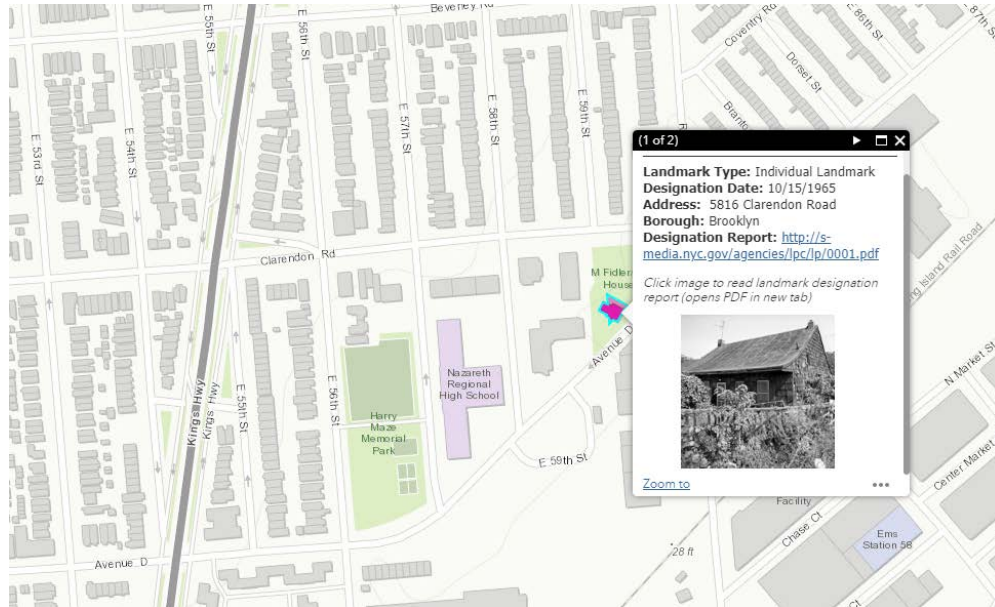 Beverley Rd
E 55th St
E 56th St
E 87th St
Coventry Rd
E 86th St
Dorset St
E 53rd St
E 54th St
E 57th St
E 58th St
E 59th St
(1 of 2)
Landmark Type: Individual Landmark
Designation Date: 10/15/1965
Address: 5816 Clarendon Road
Borough: Brooklyn
Designation Report: http://s-
media.nyc.gov/agencies/lpc/lp/0001.pdf
Click image to read landmark designation
report (opens PDF in new tab)
Zoom to
Clarendon Rd
Avenue D
Island Rail Road
N Market St
Nazareth
Regional
High School
Kings Hwy
Kings Hwy
E 55th St
E 56th St
Harry
Maze
Memorial
Park
E 59th St
Center Market
Facility
Chase Ct
Ems
Station 58
28 ft
Avenue D